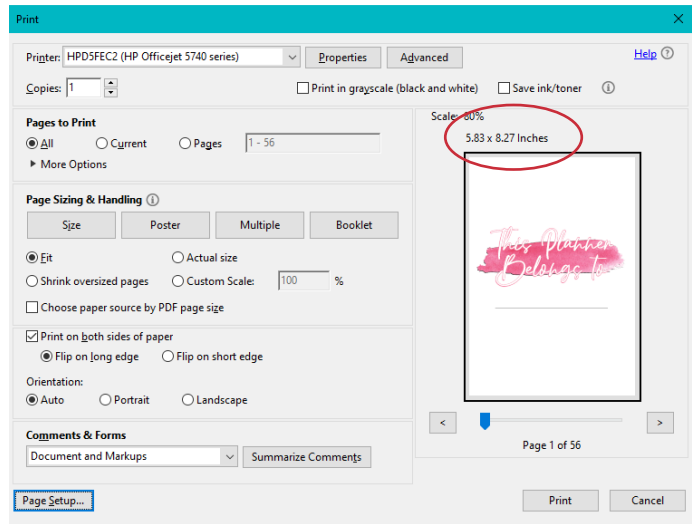 Print
Printer: HPD5FEC2 (HP Officejet 5740 series) Properties Advanced Help
Copies: 1 Print in grayscale (black and white) Save ink/toner
Pages to Print
All Current Pages 1 - 56
More Options
Page Sizing & Handling
Size Poster Multiple Booklet
Fit Actual size
Shrink oversized pages Custom Scale: 100 %
Choose paper source by PDF page size
Print on both sides of paper
Flip on long edge Flip on short edge
Orientation:
Auto Portrait Landscape
Comments & Forms
Document and Markups Summarize Comments
Page Setup...
Scale: 80%
5.83 x 8.27 Inches
This Planner
Belongs to
< >
Page 1 of 56
Print Cancel